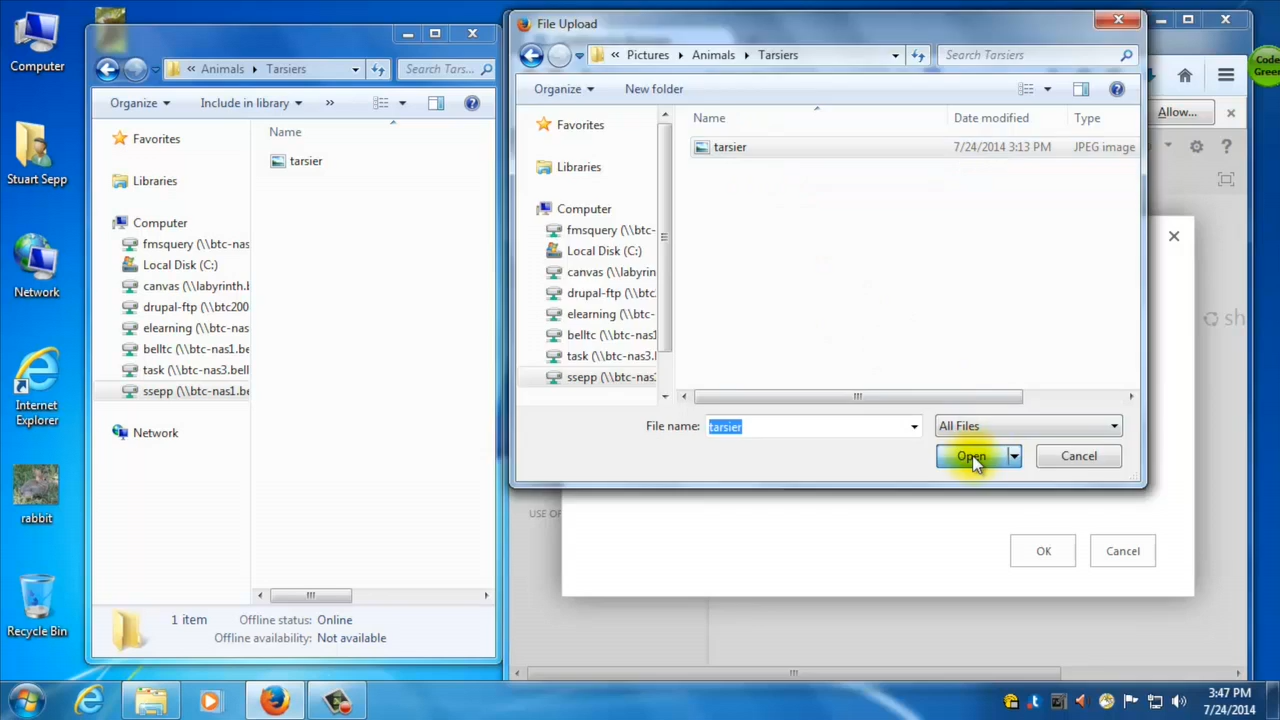 Computer
Stuart Sepp
Network
Internet
Explorer
rabbit
Recycle Bin
« Animals Tarsiers
Search Tars...
Organize
Include in library
»
Favorites
Libraries
Computer
fmsquery (\\btc-nas
Local Disk (C:)
canvas (\\labyrinth.b
drupal-ftp (\\btc200
elearning (\\btc-nas
belltc (\\btc-nas1.be
task (\\btc-nas3.bell
ssepp (\\btc-nas1.be
Network
Name
tarsier
1 item
Offline status: Online
Offline availability: Not available
File Upload
« Pictures Animals Tarsiers
Search Tarsiers
Organize
New folder
Favorites
Libraries
Computer
fmsquery (\\btc-
Local Disk (C:)
canvas (\\labyrin
drupal-ftp (\\btc
elearning (\\btc-
belltc (\\btc-nas1
task (\\btc-nas3.
ssepp (\\btc-nas
Name
Date modified
Type
tarsier
7/24/2014 3:13 PM
JPEG image
File name:
tarsier
All Files
Open
Cancel
Code
Green
Allow...
sh
USE OF
OK
Cancel
3:47 PM
7/24/2014